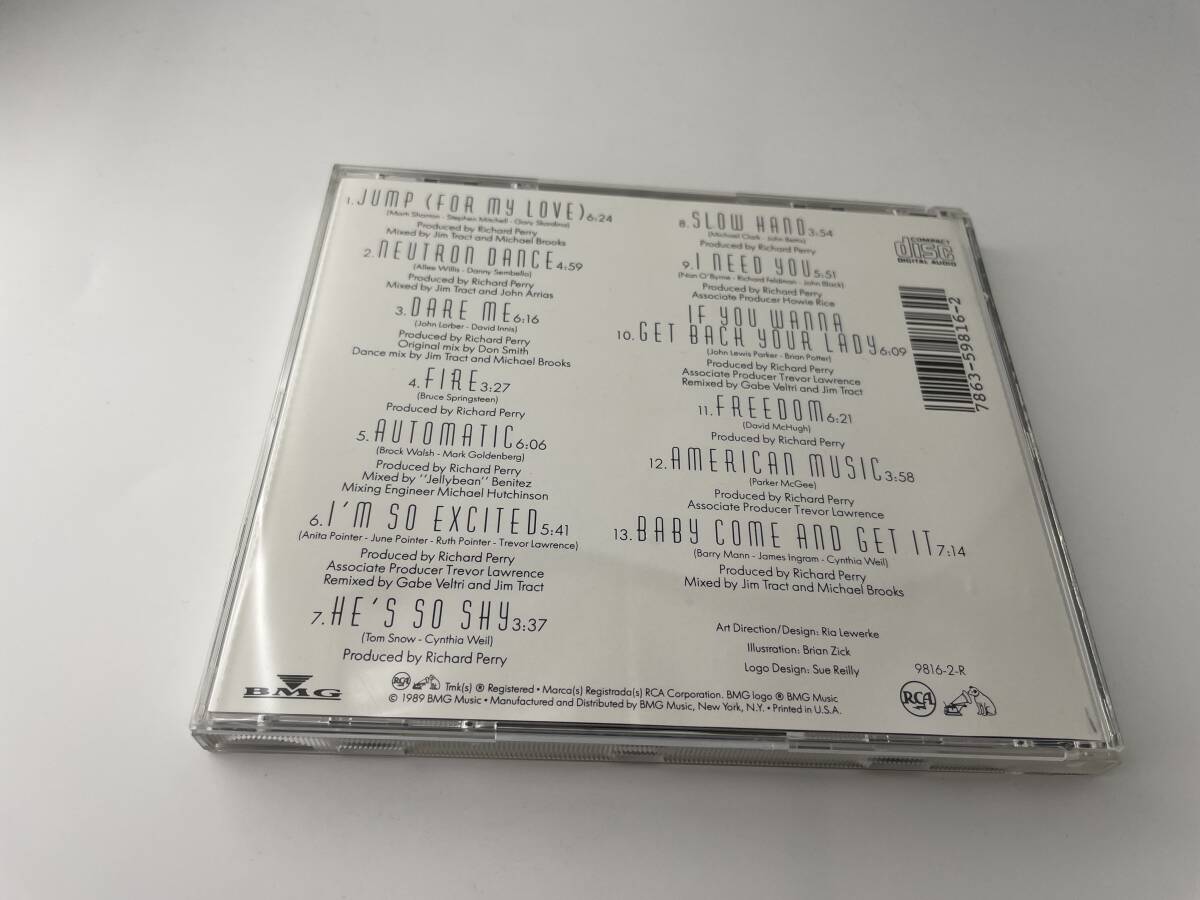 1. JUMP (FOR MY LOVE) 6:24
(Mark Sharron - Stephen Mitchell - Gary Skardina)
Produced by Richard Perry
Mixed by Jim Tract and Michael Brooks
2. NEUTRON DANCE 4:59
(Allee Willis - Danny Sembello)
Produced by Richard Perry
Mixed by Jim Tract and John Arrias
3. DARE ME 6:16
(John Lorber - David Innis)
Produced by Richard Perry
Original mix by Don Smith
Dance mix by Jim Tract and Michael Brooks
4. FIRE 3:27
(Bruce Springsteen)
Produced by Richard Perry
5. AUTOMATIC 6:06
(Brock Walsh - Mark Goldenberg)
Produced by Richard Perry
Mixed by "Jellybean" Benitez
Mixing Engineer Michael Hutchinson
6. I'M SO EXCITED 5:41
(Anita Pointer - June Pointer - Ruth Pointer - Trevor Lawrence)
Produced by Richard Perry
Associate Producer Trevor Lawrence
Remixed by Gabe Veltri and Jim Tract
7. HE'S SO SHY 3:37
(Tom Snow - Cynthia Weil)
Produced by Richard Perry
8. SLOW HAND 3:54
(Michael Clark - John Bettis)
Produced by Richard Perry
9. I NEED YOU 5:51
(Nan O'Byrne - Richard Feldman - John Black)
Produced by Richard Perry
Associate Producer Howie Rice
IF YOU WANNA
10. GET BACK YOUR LADY 6:09
(John Lewis Parker - Brian Potter)
Produced by Richard Perry
Associate Producer Trevor Lawrence
Remixed by Gabe Veltri and Jim Tract
11. FREEDOM 6:21
(David McHugh)
Produced by Richard Perry
12. AMERICAN MUSIC 3:58
(Parker McGee)
Produced by Richard Perry
Associate Producer Trevor Lawrence
13. BABY COME AND GET IT 7:14
(Barry Mann - James Ingram - Cynthia Weil)
Produced by Richard Perry
Mixed by Jim Tract and Michael Brooks
COMPACT
disc
DIGITAL AUDIO
7863-59816-2
Art Direction/Design: Ria Lewerke
Illustration: Brian Zick
Logo Design: Sue Reilly
9816-2-R
BMG
RCA Tmk(s) ® Registered • Marca(s) Registrada(s) RCA Corporation. BMG logo ® BMG Music
© 1989 BMG Music • Manufactured and Distributed by BMG Music, New York, N.Y. • Printed in U.S.A.
RCA